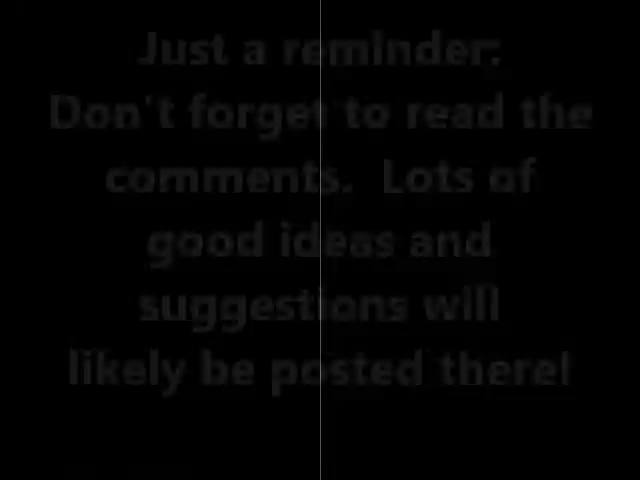 Just a reminder:
Don't forget to read the
comments.  Lots of
good ideas and
suggestions will
likely be posted there!